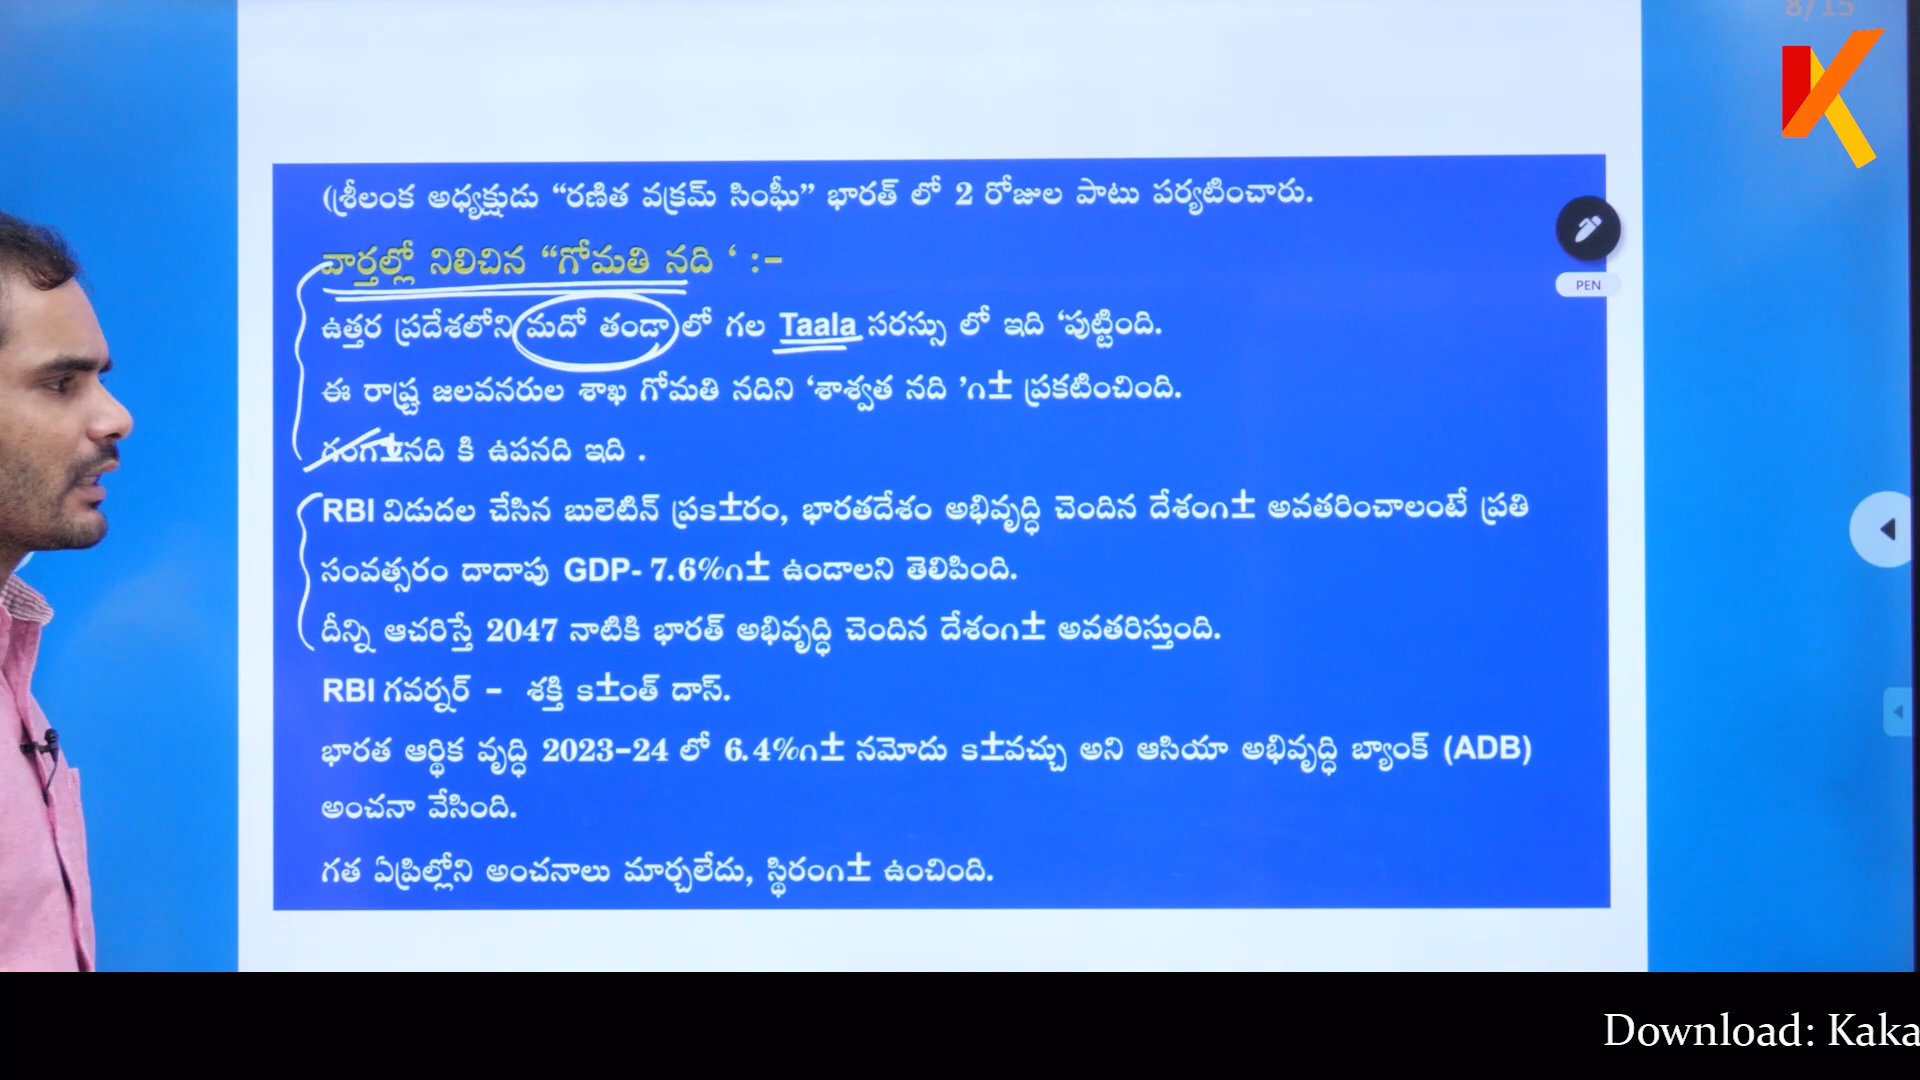 8/15
(శ్రీలంక అధ్యక్షుడు “రణిత వక్రమ్ సింఘీ” భారత్ లో 2 రోజుల పాటు పర్యటించారు.
వార్తల్లో నిలిచిన “గోమతి నది ‘ :-
ఉత్తర ప్రదేశలోని మదో తండా లో గల Taala సరస్సు లో ఇది ‘పుట్టింది.
PEN
ఈ రాష్ట్ర జలవనరుల శాఖ గోమతి నదిని ‘శాశ్వత నది ’గ± ప్రకటించింది.
గంగ±నది కి ఉపనది ఇది .
RBI విడుదల చేసిన బులెటిన్ ప్రక±రం, భారతదేశం అభివృద్ధి చెందిన దేశంగ± అవతరించాలంటే ప్రతి
సంవత్సరం దాదాపు GDP- 7.6%గ± ఉండాలని తెలిపింది.
దీన్ని ఆచరిస్తే 2047 నాటికి భారత్ అభివృద్ధి చెందిన దేశంగ± అవతరిస్తుంది.
RBI గవర్నర్ - శక్తి క±ంత్ దాస్.
భారత ఆర్థిక వృద్ధి 2023-24 లో 6.4%గ± నమోదు క±వచ్చు అని ఆసియా అభివృద్ధి బ్యాంక్ (ADB)
అంచనా వేసింది.
గత ఏప్రిల్లోని అంచనాలు మార్చలేదు, స్థిరంగ± ఉంచింది.
Download: Kaka